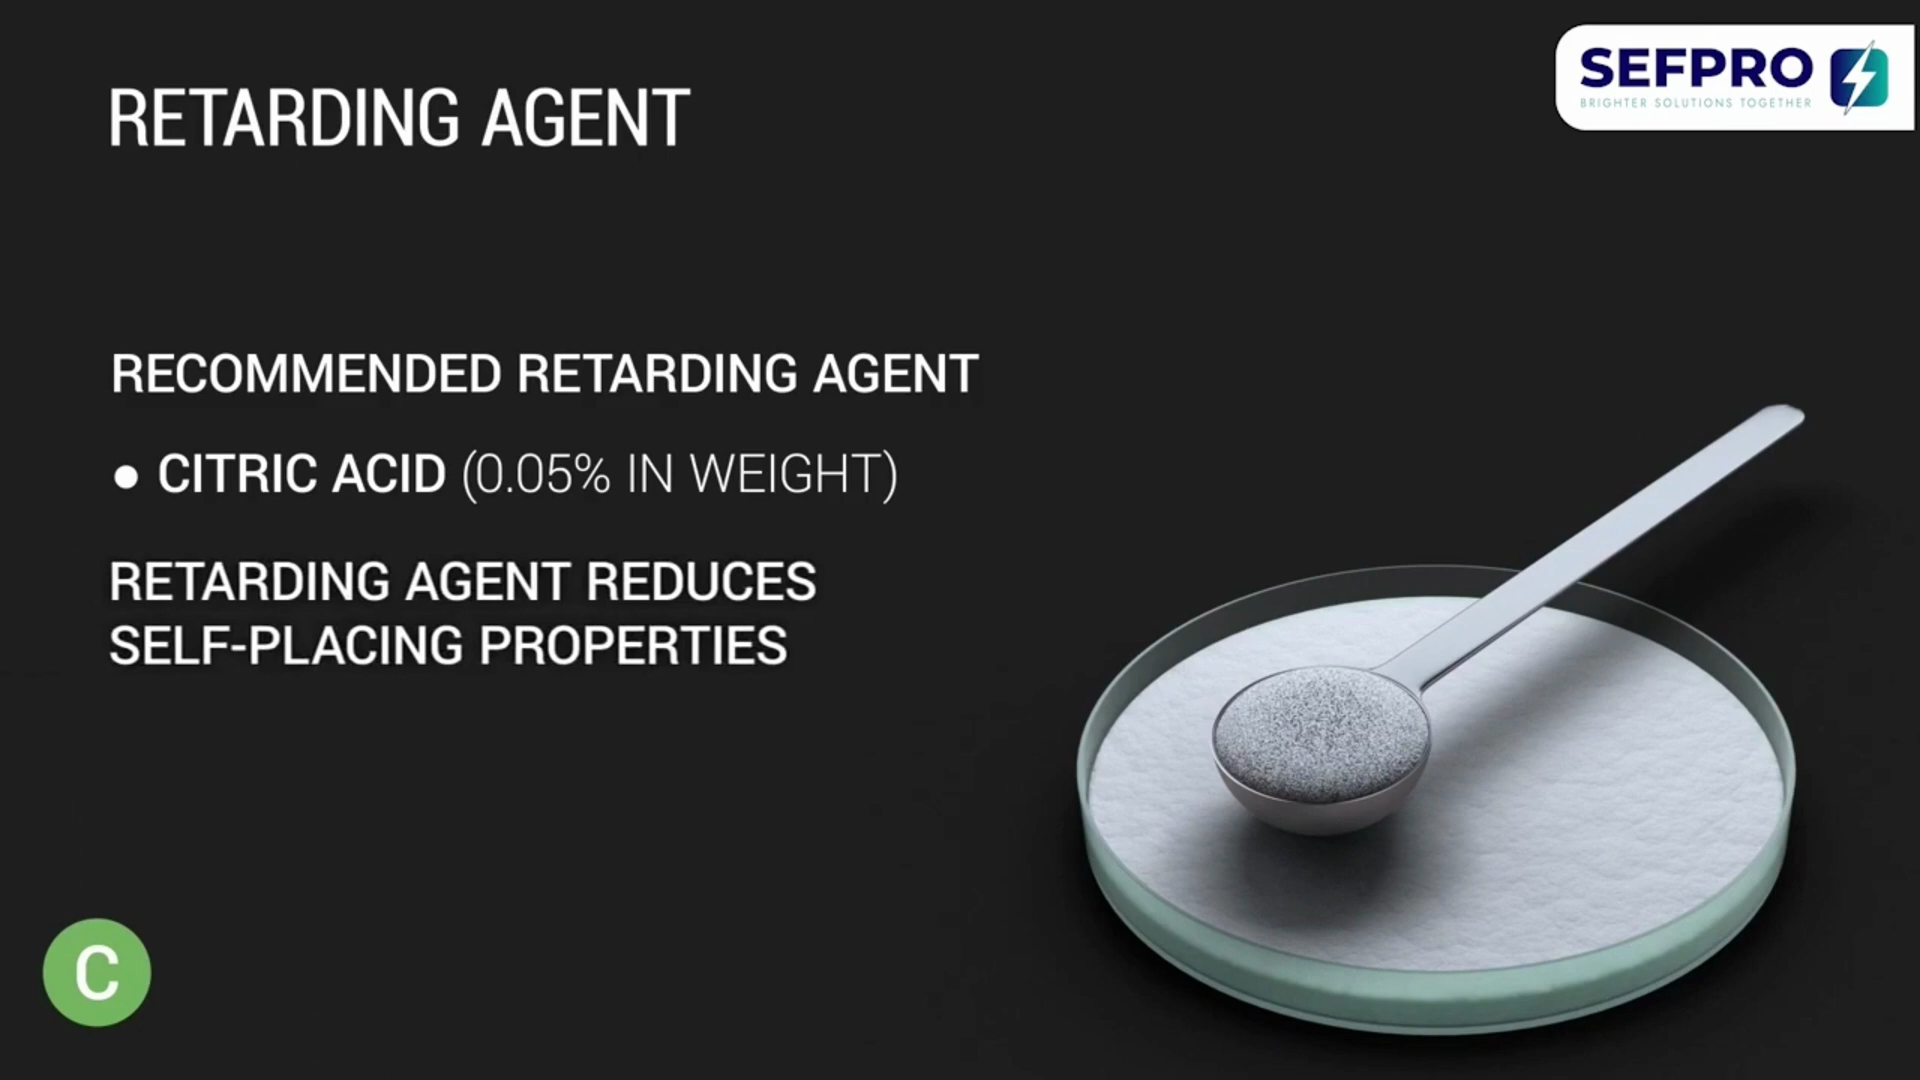 SEFPRO
BRIGHTER SOLUTIONS TOGETHER
RETARDING AGENT
RECOMMENDED RETARDING AGENT
● CITRIC ACID (0.05% IN WEIGHT)
RETARDING AGENT REDUCES
SELF-PLACING PROPERTIES
C